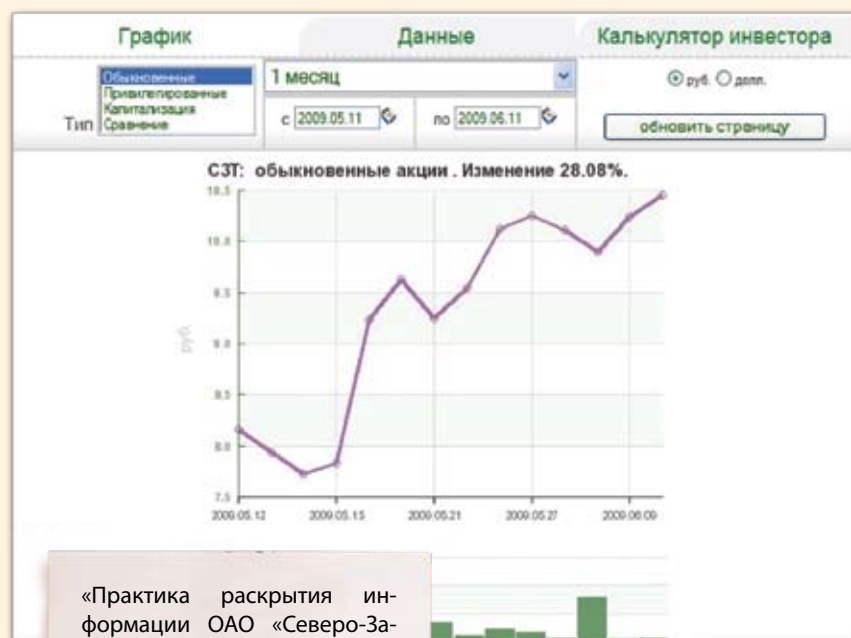 График Данные Калькулятор инвестора
Обыкновенные
Привилегированные
Капитализация
Сравнение
Тип
1 месяц
с 2009.05.11 по 2009.06.11
руб. долл.
обновить страницу
СЗТ: обыкновенные акции . Изменение 28.08%.
10.5
10.0
9.5
9.0
8.5
8.0
7.5
руб.
2009.05.12 2009.05.15 2009.05.21 2009.05.27 2009.06.09
«Практика раскрытия ин-
формации ОАО «Северо-За-